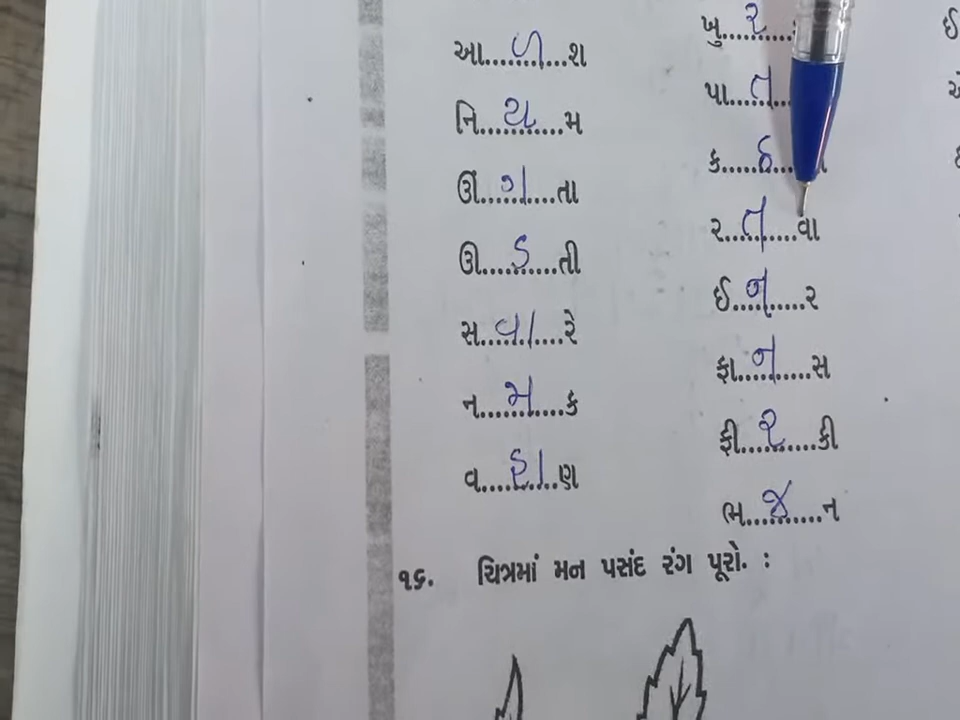 આ......ળ...શ
નિ...ય......મ
ઊ...ગ....તા
ઊ....ડ....તી
સ....વા....રે
ન....મ.....ક
વ....હા....ણ
ખુ....ર....
પા....ત....
ક.....ઠ...
ર...ત....વા
ઈ....ન....ર
ફા...ન.....સ
ફી....ર....કી
ભ....જ.....ન
૧૬. ચિત્રમાં મન પસંદ રંગ પૂરો. :